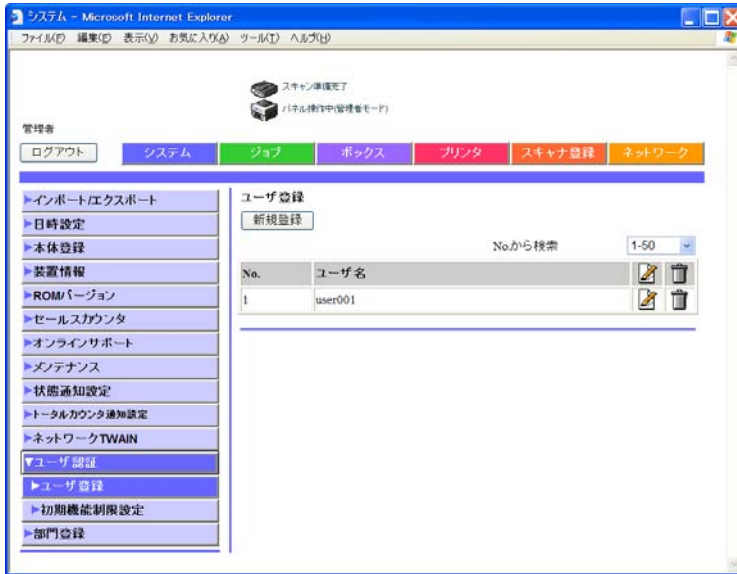 システム - Microsoft Internet Explorer
ファイル(F) 編集(E) 表示(V) お気に入り(A) ツール(T) ヘルプ(H)
スキャン準備完了
パネル操作中(管理者モード)
管理者
ログアウト システム ジョブ ボックス プリンタ スキャナ登録 ネットワーク
インポート/エクスポート
日時設定
本体登録
装置情報
ROMバージョン
セールスカウンタ
オンラインサポート
メンテナンス
状態通知設定
トータルカウンタ通知設定
ネットワークTWAIN
ユーザ認証
ユーザ登録
初期機能制限設定
部門登録
ユーザ登録
新規登録
No.から検索 1-50
No. ユーザ名
1 user001